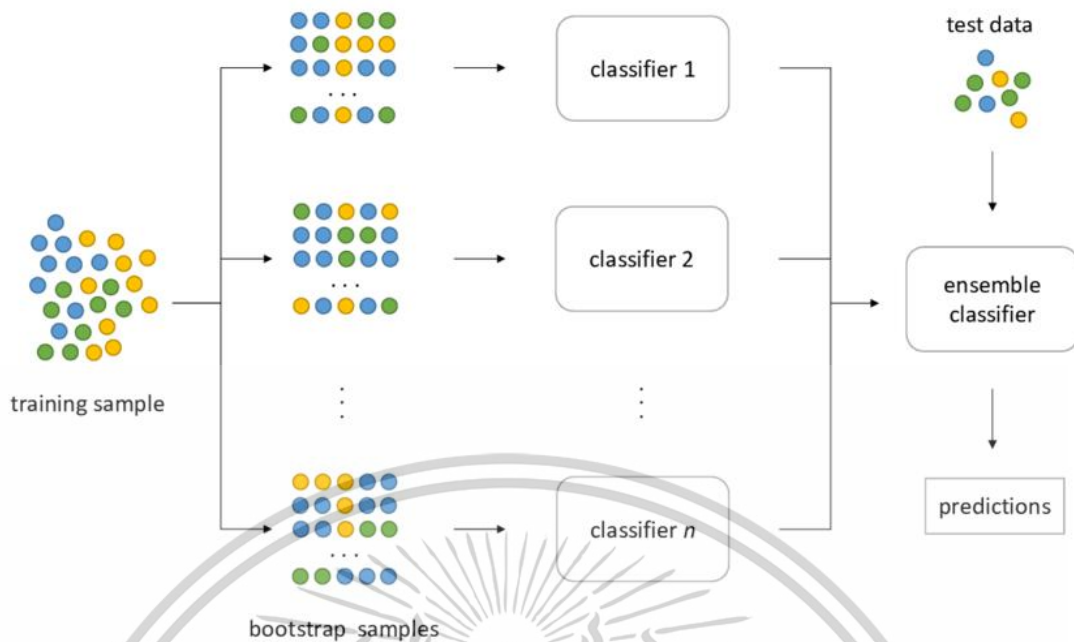 training sample
. . .
. . .
. . .
bootstrap samples
classifier 1
classifier 2
classifier n
test data
ensemble
classifier
predictions